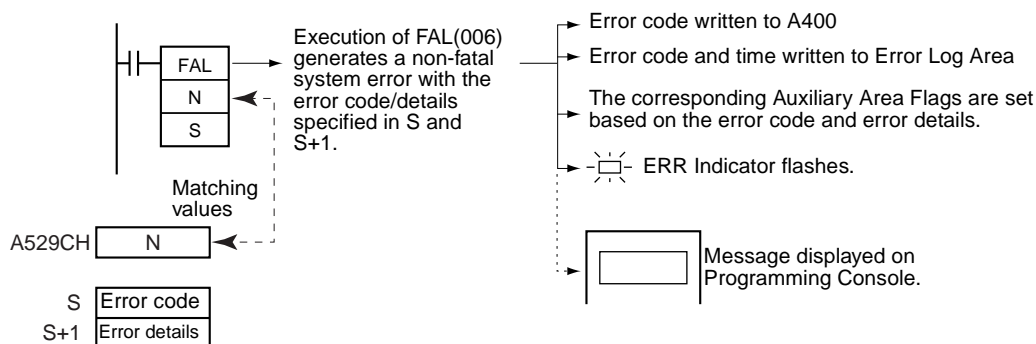 FAL
N
S
Execution of FAL(006)
generates a non-fatal
system error with the
error code/details
specified in S and
S+1.
Error code written to A400
Error code and time written to Error Log Area
The corresponding Auxiliary Area Flags are set
based on the error code and error details.
ERR Indicator flashes.
Matching
values
A529CH N
Message displayed on
Programming Console.
S Error code
S+1 Error details